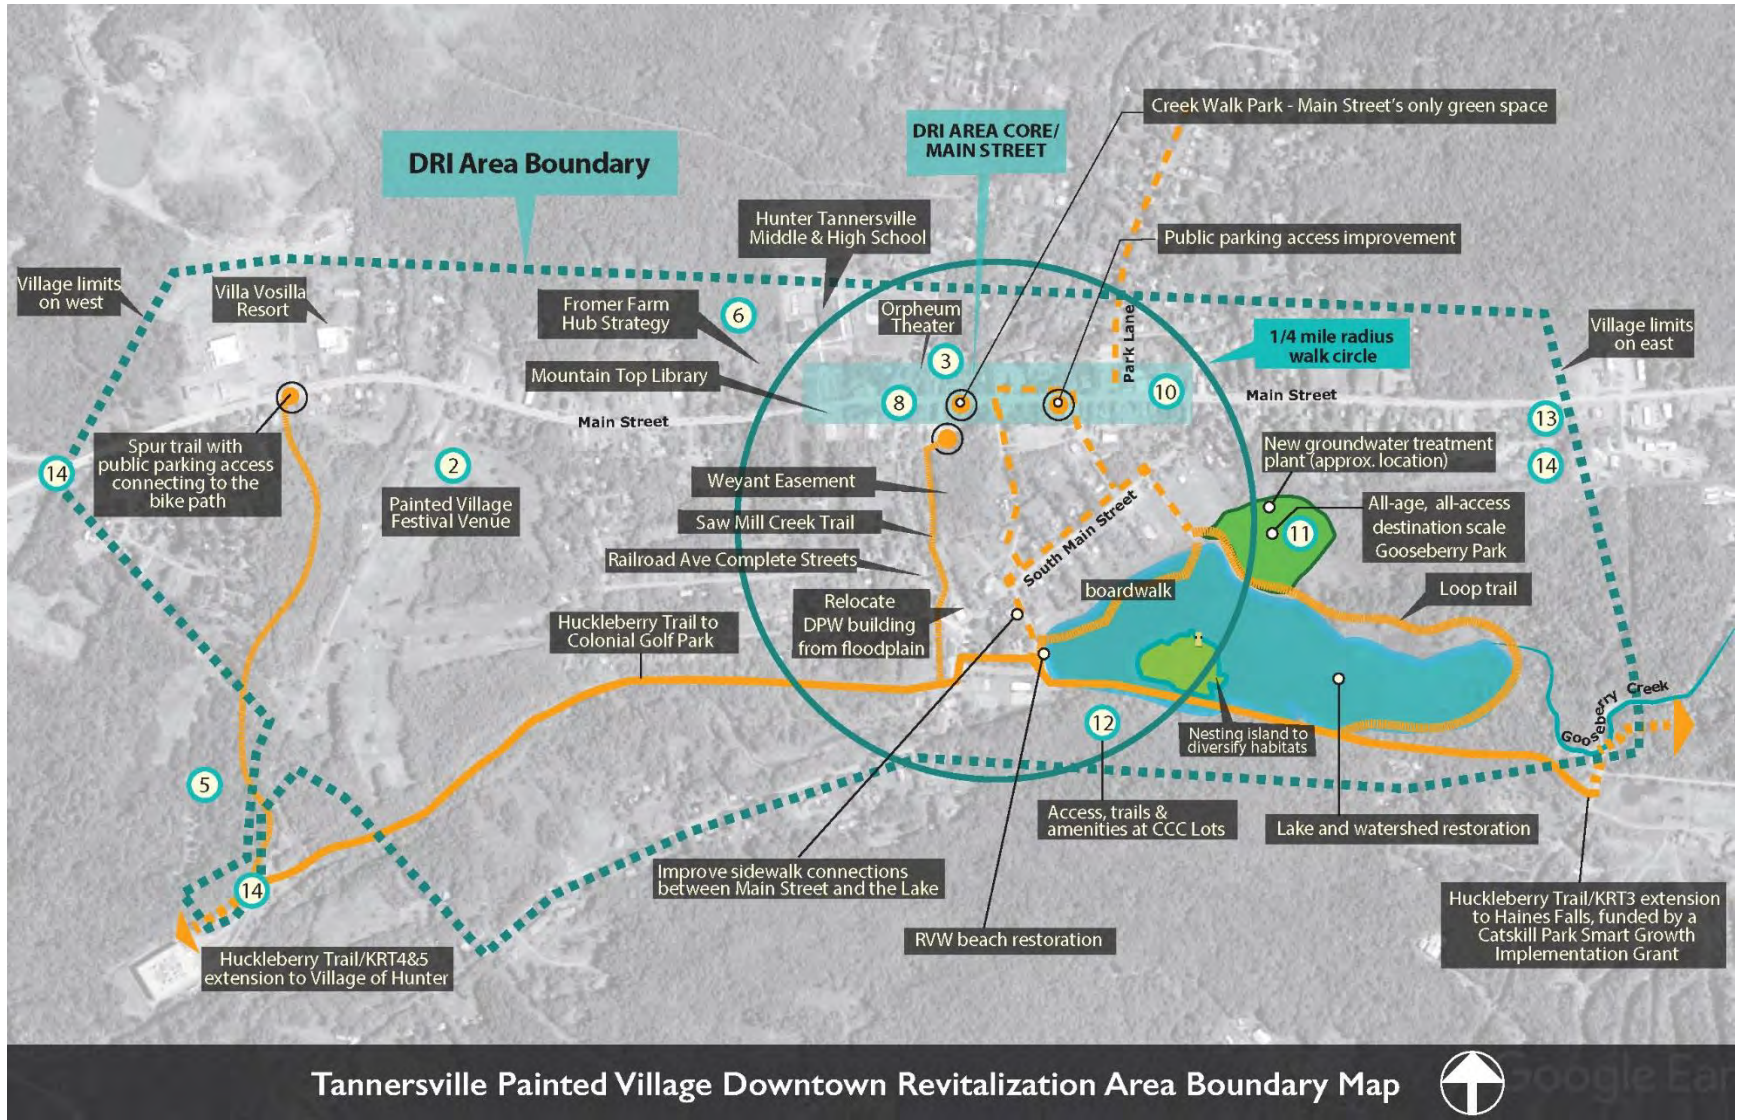 Creek Walk Park - Main Street's only green space
DRI AREA CORE/
MAIN STREET
DRI Area Boundary
Hunter Tannersville
Middle & High School
Public parking access improvement
Village limits
on west
Villa Vosilla
Resort
Fromer Farm
Hub Strategy
6
Orpheum
Theater
Park Lane
1/4 mile radius
walk circle
Village limits
on east
3
Mountain Top Library
8
10
Main Street
Main Street
13
Spur trail with
public parking access
connecting to the
bike path
14
2
Painted Village
Festival Venue
New groundwater treatment
plant (approx. location)
14
Weyant Easement
All-age, all-access
destination scale
Gooseberry Park
11
Saw Mill Creek Trail
South Main Street
Railroad Ave Complete Streets
boardwalk
Loop trail
Relocate
DPW building
from floodplain
Huckleberry Trail to
Colonial Golf Park
Gooseberry Creek
12
Nesting island to
diversify habitats
5
Access, trails &
amenities at CCC Lots
Lake and watershed restoration
Improve sidewalk connections
between Main Street and the Lake
14
RVW beach restoration
Huckleberry Trail/KRT3 extension
to Haines Falls, funded by a
Catskill Park Smart Growth
Implementation Grant
Huckleberry Trail/KRT4&5
extension to Village of Hunter
Tannersville Painted Village Downtown Revitalization Area Boundary Map
Google Ear